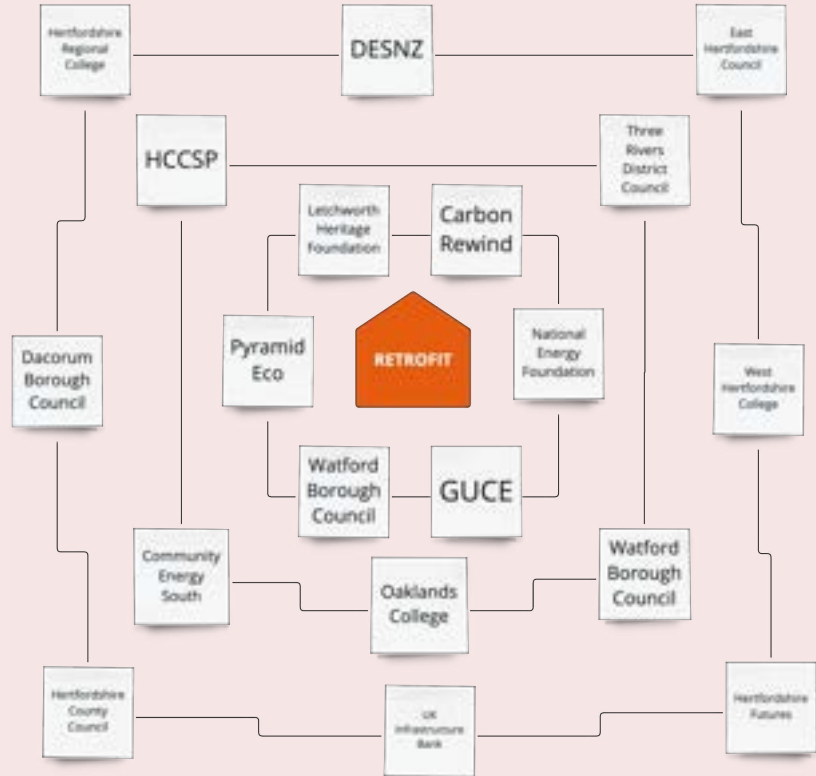 Hertfordshire
Regional
College
DESNZ
East
Hertfordshire
Council
HCCSP
Three
Rivers
District
Council
Letchworth
Heritage
Foundation
Carbon
Rewind
Dacorum
Borough
Council
Pyramid
Eco
RETROFIT
National
Energy
Foundation
West
Hertfordshire
College
Watford
Borough
Council
GUCE
Community
Energy
South
Oaklands
College
Watford
Borough
Council
Hertfordshire
County
Council
UK
Infrastructure
Bank
Hertfordshire
Futures